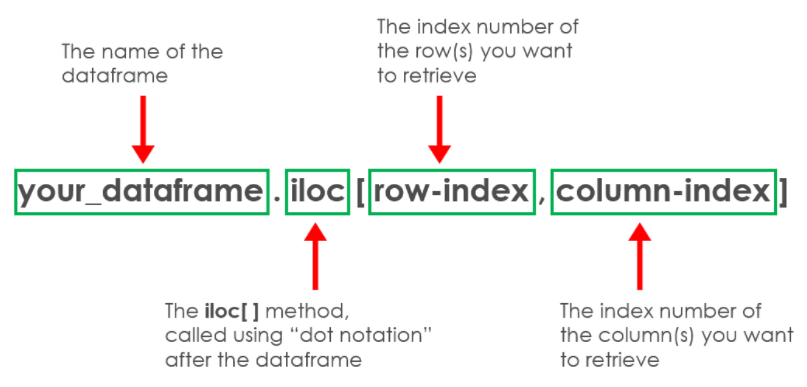 The name of the
dataframe
The index number of
the row(s) you want
to retrieve
your_dataframe.iloc[row-index, column-index]
The iloc[ ] method,
called using “dot notation”
after the dataframe
The index number of
the column(s) you want
to retrieve